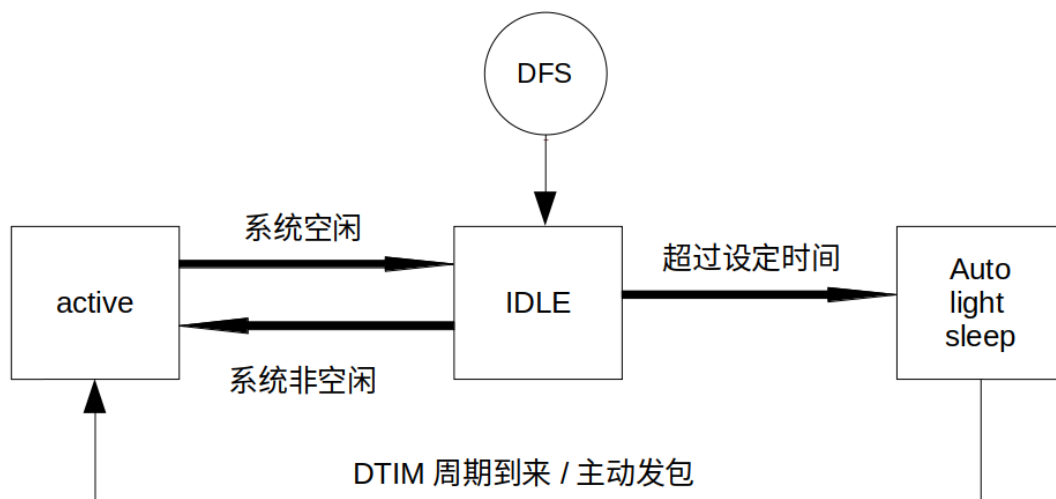 DFS
系统空闲
active
IDLE
系统非空闲
超过设定时间
Auto
light
sleep
DTIM 周期到来 / 主动发包